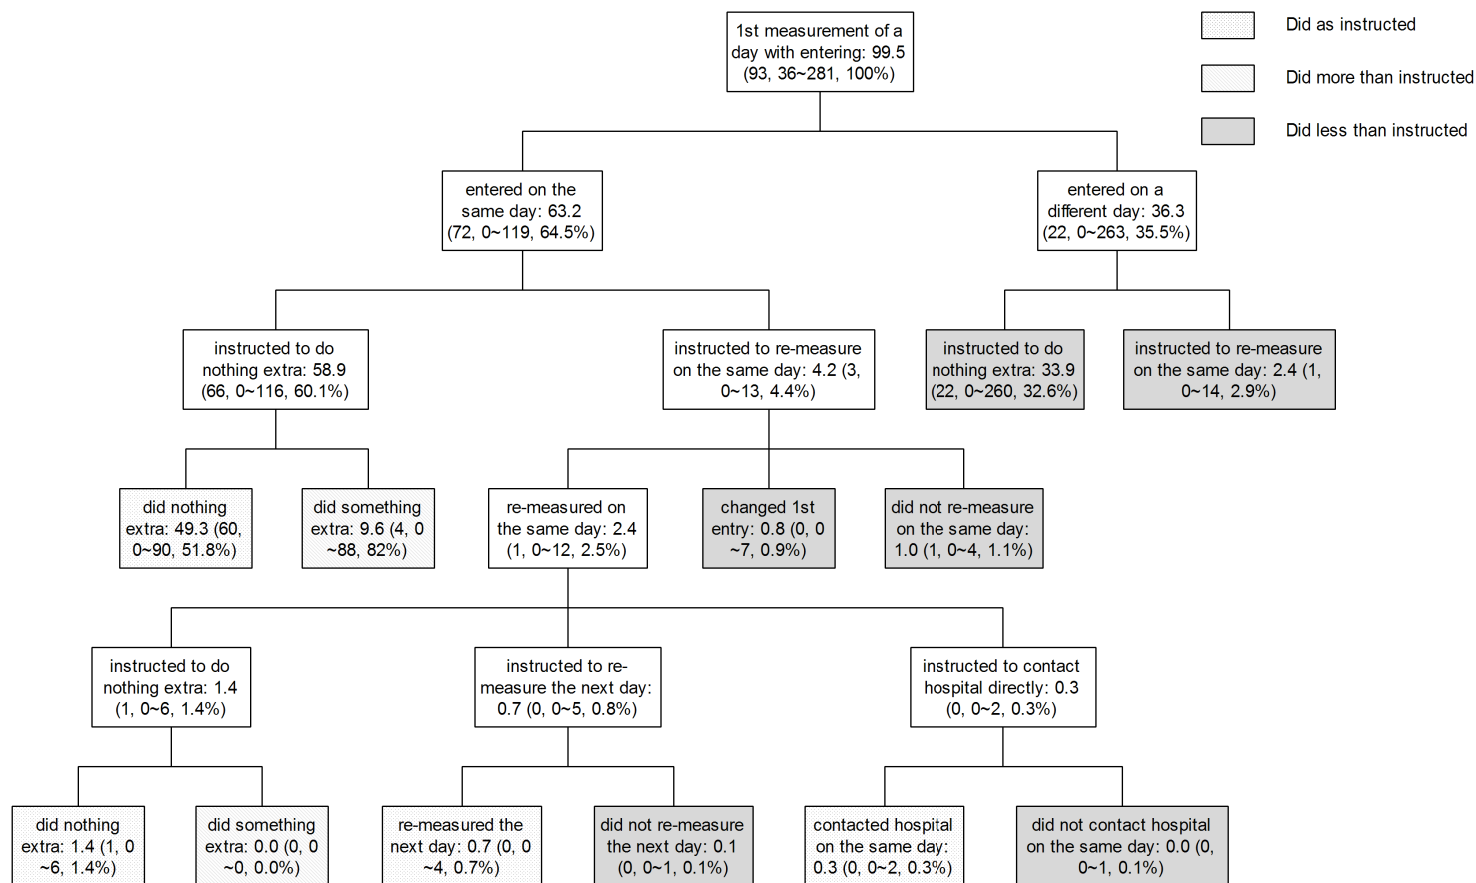 1st measurement of a
day with entering: 99.5
(93, 36~281, 100%)
Did as instructed
Did more than instructed
Did less than instructed
entered on the
same day: 63.2
(72, 0~119, 64.5%)
entered on a
different day: 36.3
(22, 0~263, 35.5%)
instructed to do
nothing extra: 58.9
(66, 0~116, 60.1%)
instructed to re-measure
on the same day: 4.2 (3,
0~13, 4.4%)
instructed to do
nothing extra: 33.9
(22, 0~260, 32.6%)
instructed to re-measure
on the same day: 2.4 (1,
0~14, 2.9%)
did nothing
extra: 49.3 (60,
0~90, 51.8%)
did something
extra: 9.6 (4, 0
~88, 82%)
re-measured on
the same day: 2.4
(1, 0~12, 2.5%)
changed 1st
entry: 0.8 (0, 0
~7, 0.9%)
did not re-measure
on the same day:
1.0 (1, 0~4, 1.1%)
instructed to do
nothing extra: 1.4
(1, 0~6, 1.4%)
instructed to re-
measure the next day:
0.7 (0, 0~5, 0.8%)
instructed to contact
hospital directly: 0.3
(0, 0~2, 0.3%)
did nothing
extra: 1.4 (1, 0
~6, 1.4%)
did something
extra: 0.0 (0, 0
~0, 0.0%)
re-measured the
next day: 0.7 (0, 0
~4, 0.7%)
did not re-measure
the next day: 0.1
(0, 0~1, 0.1%)
contacted hospital
on the same day:
0.3 (0, 0~2, 0.3%)
did not contact hospital
on the same day: 0.0 (0,
0~1, 0.1%)